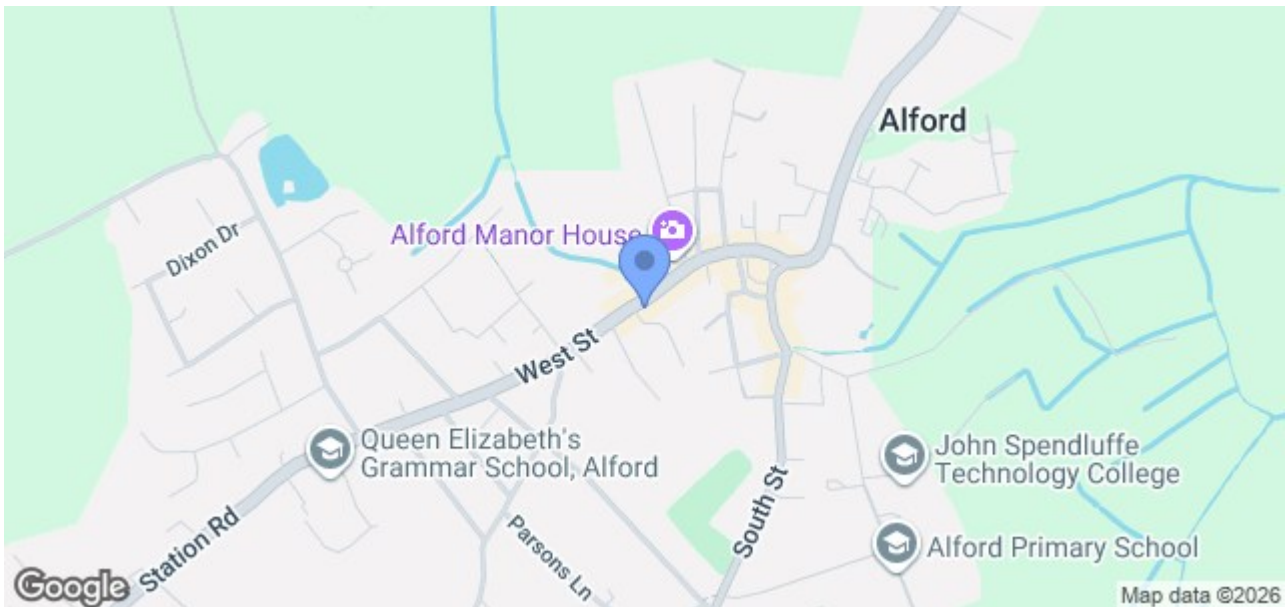 Alford
Dixon Dr
Alford Manor House
West St
Queen Elizabeth's
Grammar School, Alford
John Spendluffe
Technology College
South St
Station Rd
Parsons Ln
Alford Primary School
Google
Map data ©2026